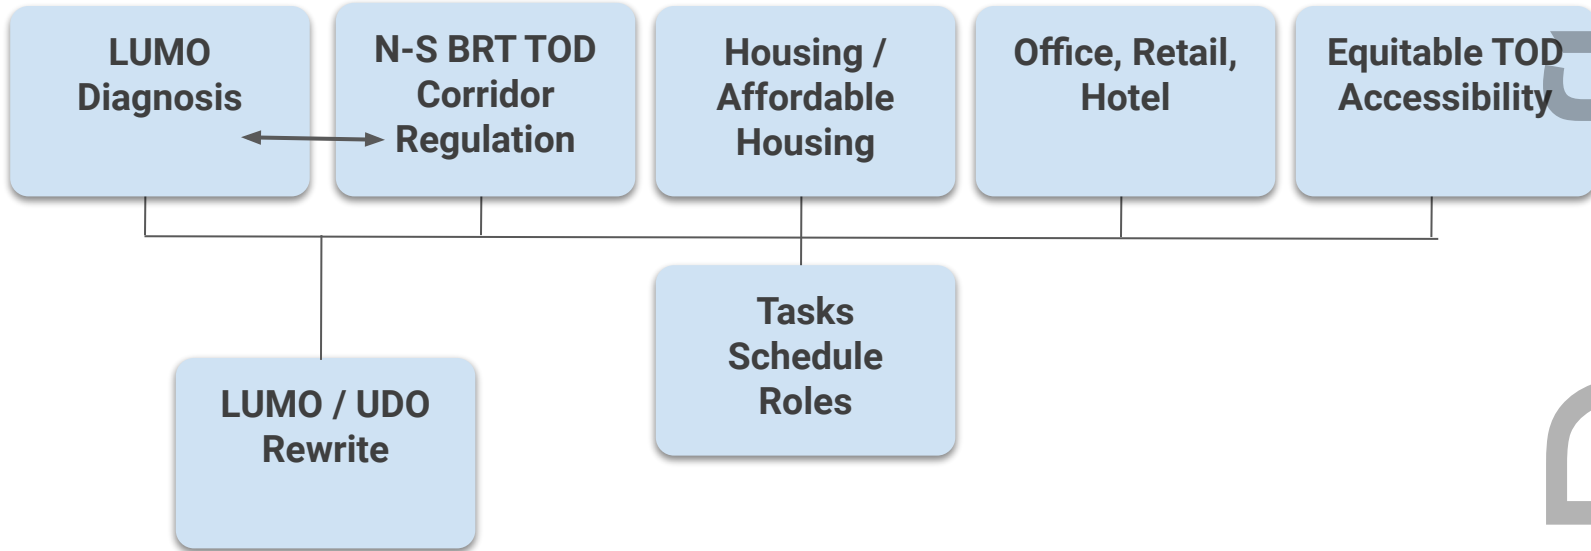 LUMO
Diagnosis
N-S BRT TOD
Corridor
Regulation
Housing /
Affordable
Housing
Office, Retail,
Hotel
Equitable TOD
Accessibility
Tasks
Schedule
Roles
LUMO / UDO
Rewrite